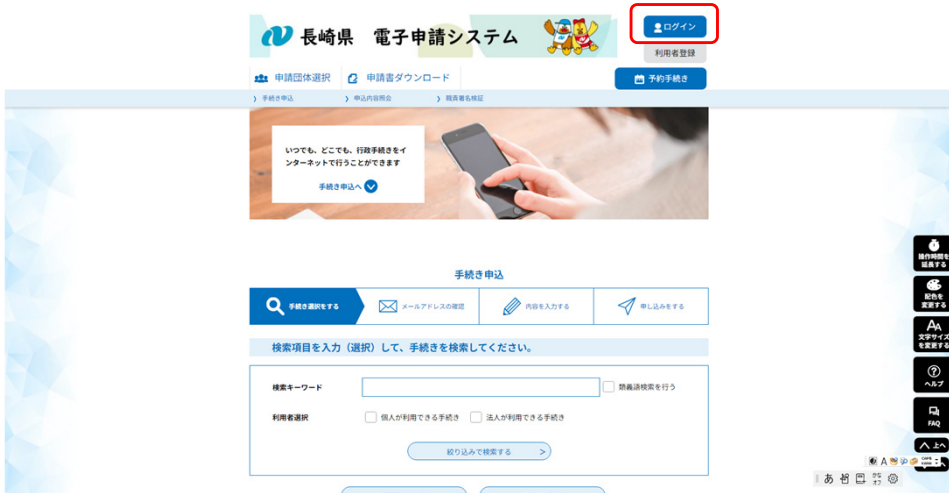 長崎県 電子申請システム
ログイン
利用者登録
申請団体選択
申請書ダウンロード
予約手続き
手続き申込
申込内容照会
職責署名検証
いつでも、どこでも、行政手続きをイ
ンターネットで行うことができます
手続き申込へ
手続き申込
手続き選択をする
メールアドレスの確認
内容を入力する
申し込みをする
検索項目を入力（選択）して、手続きを検索してください。
検索キーワード
類義語検索を行う
利用者選択
個人が利用できる手続き
法人が利用できる手続き
絞り込みで検索する >
操作時間を
延長する
配色を
変更する
文字サイズ
を変更する
ヘルプ
FAQ
上へ
あ